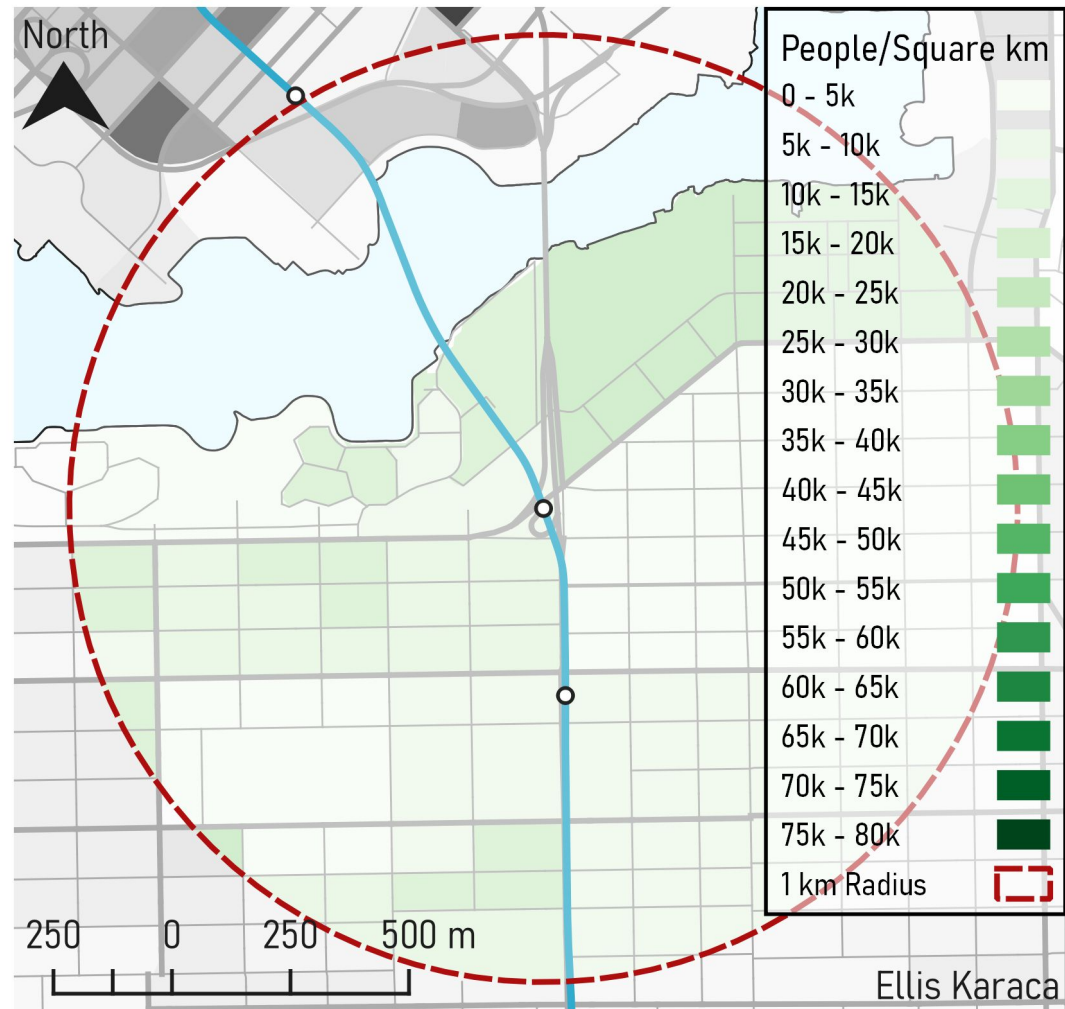 North
People/Square km
0 - 5k
5k - 10k
10k - 15k
15k - 20k
20k - 25k
25k - 30k
30k - 35k
35k - 40k
40k - 45k
45k - 50k
50k - 55k
55k - 60k
60k - 65k
65k - 70k
70k - 75k
75k - 80k
1 km Radius
250 0 250 500 m
Ellis Karaca